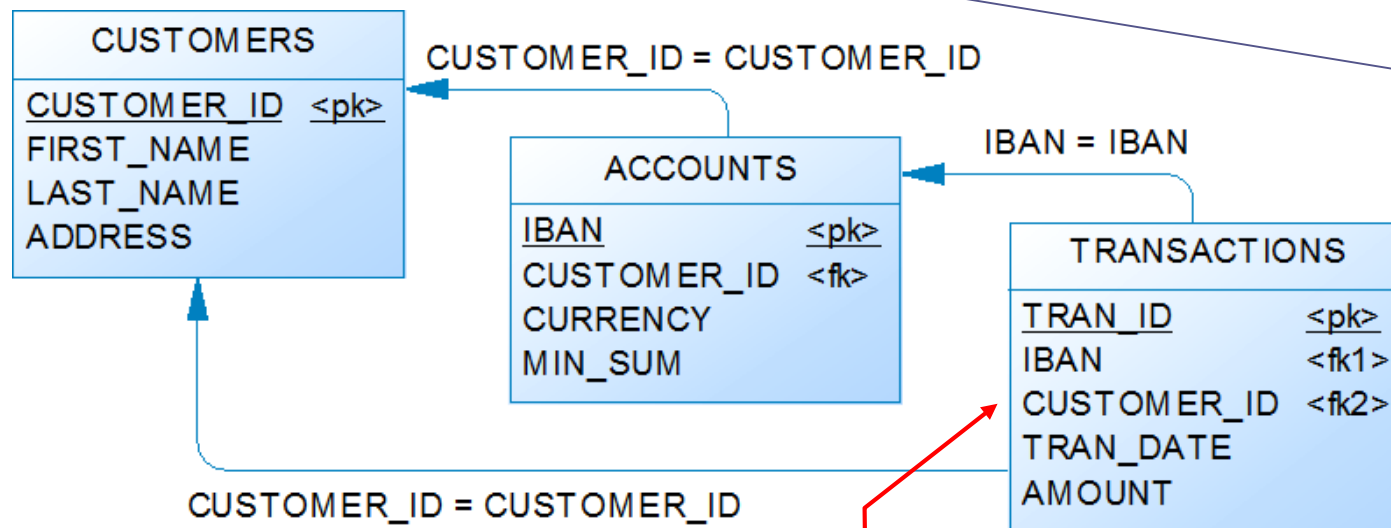 CUSTOMERS
CUSTOMER_ID <pk>
FIRST_NAME
LAST_NAME
ADDRESS
CUSTOMER_ID = CUSTOMER_ID
ACCOUNTS
IBAN <pk>
CUSTOMER_ID <fk>
CURRENCY
MIN_SUM
IBAN = IBAN
TRANSACTIONS
TRAN_ID <pk>
IBAN <fk1>
CUSTOMER_ID <fk2>
TRAN_DATE
AMOUNT
CUSTOMER_ID = CUSTOMER_ID